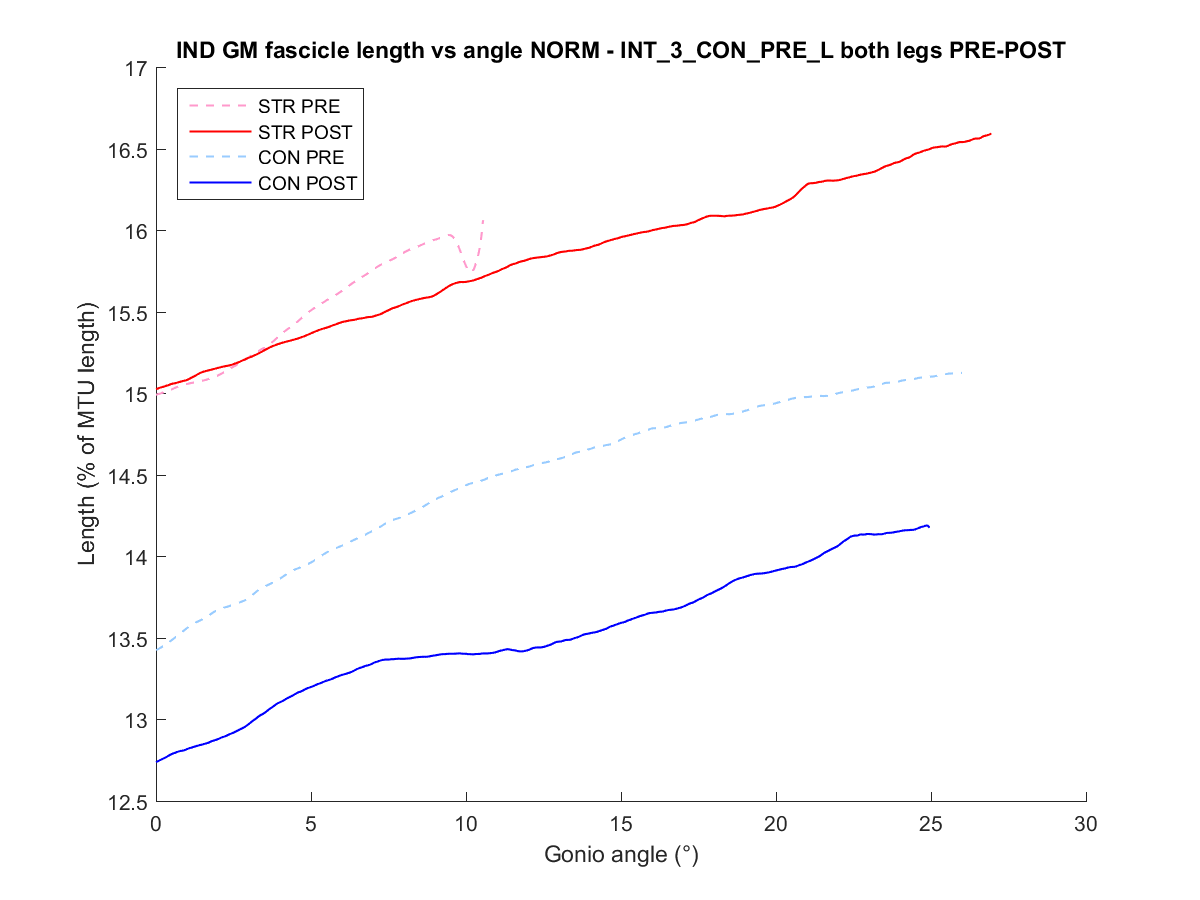 IND GM fascicle length vs angle NORM - INT_3_CON_PRE_L both legs PRE-POST
17
16.5
16
15.5
15
14.5
14
13.5
13
12.5
Length (% of MTU length)
STR PRE
STR POST
CON PRE
CON POST
0 5 10 15 20 25 30
Gonio angle (°)